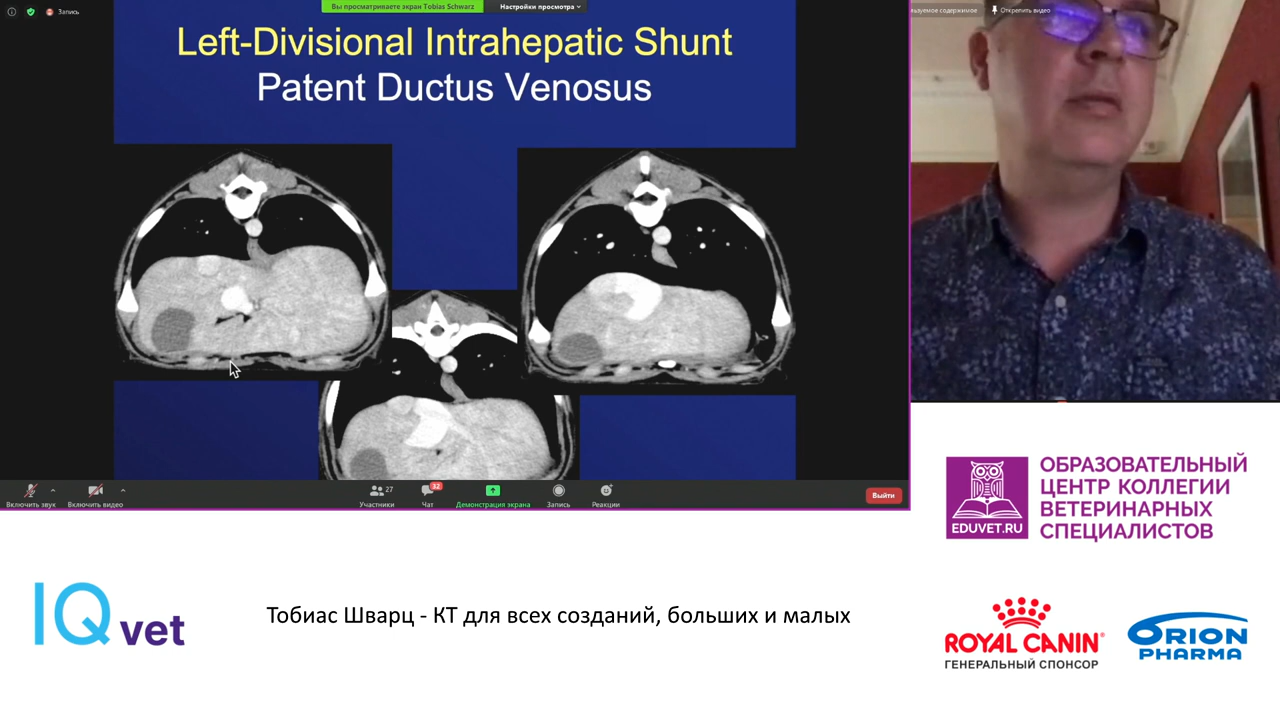 Запись
Вы просматриваете экран Tobias Schwarz
Настройки просмотра
Открепить видео
Left-Divisional Intrahepatic Shunt
Patent Ductus Venosus
Включить звук
Включить видео
27
Участники
32
Чат
Демонстрация экрана
Запись
Реакции
Выйти
EDUVET.RU
ОБРАЗОВАТЕЛЬНЫЙ
ЦЕНТР КОЛЛЕГИИ
ВЕТЕРИНАРНЫХ
СПЕЦИАЛИСТОВ
IQ vet
Тобиас Шварц - КТ для всех созданий, больших и малых
ROYAL CANIN®
ГЕНЕРАЛЬНЫЙ СПОНСОР
ORION
PHARMA